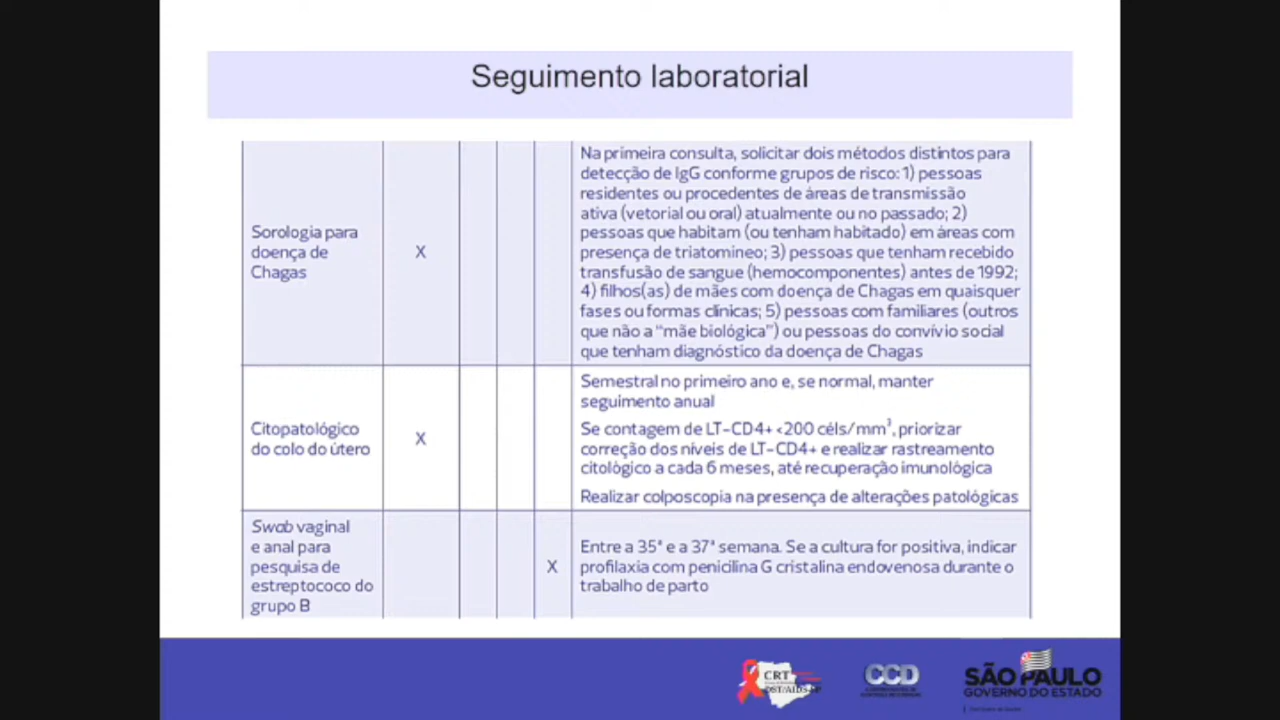 Seguimento laboratorial
Sorologia para
doença de
Chagas
X
Na primeira consulta, solicitar dois métodos distintos para
detecção de IgG conforme grupos de risco: 1) pessoas
residentes ou procedentes de áreas de transmissão
ativa (vetorial ou oral) atualmente ou no passado; 2)
pessoas que habitam (ou tenham habitado) em áreas com
presença de triatomíneo; 3) pessoas que tenham recebido
transfusão de sangue (hemocomponentes) antes de 1992;
4) filhos(as) de mães com doença de Chagas em quaisquer
fases ou formas clínicas; 5) pessoas com familiares (outros
que não a “mãe biológica”) ou pessoas do convívio social
que tenham diagnóstico da doença de Chagas
Citopatológico
do colo do útero
X
Semestral no primeiro ano e, se normal, manter
seguimento anual
Se contagem de LT-CD4+ <200 céls/mm³, priorizar
correção dos níveis de LT-CD4+ e realizar rastreamento
citológico a cada 6 meses, até recuperação imunológica
Realizar colposcopia na presença de alterações patológicas
Swab vaginal
e anal para
pesquisa de
estreptococo do
grupo B
X
Entre a 35ª e a 37ª semana. Se a cultura for positiva, indicar
profilaxia com penicilina G cristalina endovenosa durante o
trabalho de parto
CRT
DST/AIDS-SP
CCD
SÃO PAULO
GOVERNO DO ESTADO